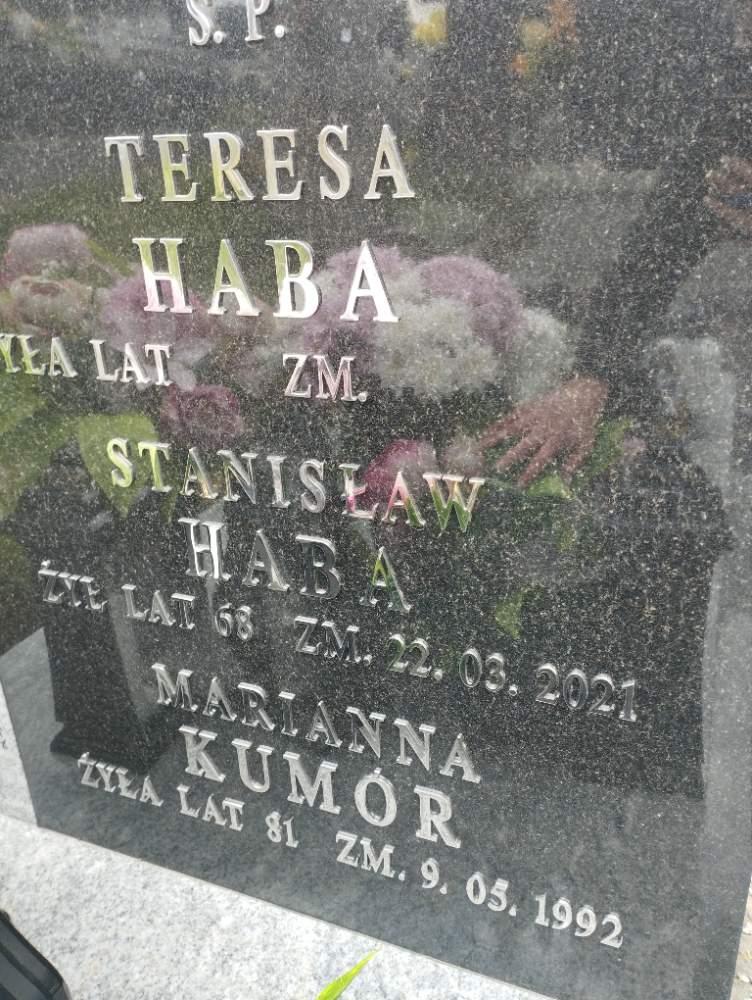 Ś. P.
TERESA
HABA
ŻYŁA LAT ZM.
STANISŁAW
HABA
ŻYŁ LAT 68 ZM. 22. 03. 2021
MARIANNA
KUMÓR
ŻYŁA LAT 81 ZM. 9. 05. 1992